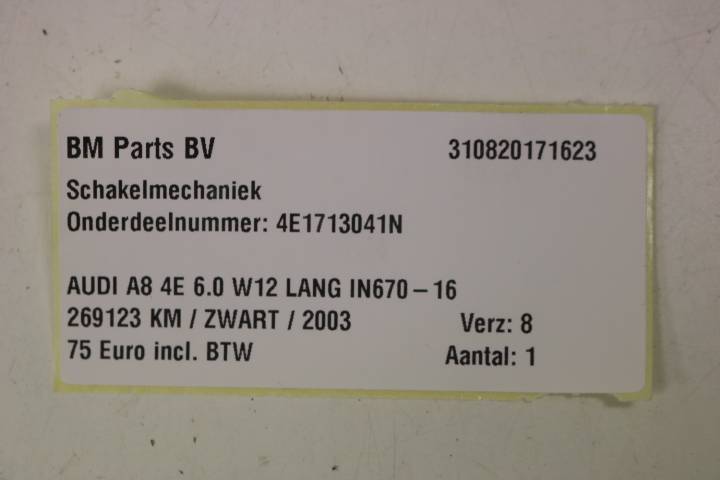 BM Parts BV 310820171623
Schakelmechaniek
Onderdeelnummer: 4E1713041N
AUDI A8 4E 6.0 W12 LANG IN670 – 16
269123 KM / ZWART / 2003 Verz: 8
75 Euro incl. BTW Aantal: 1